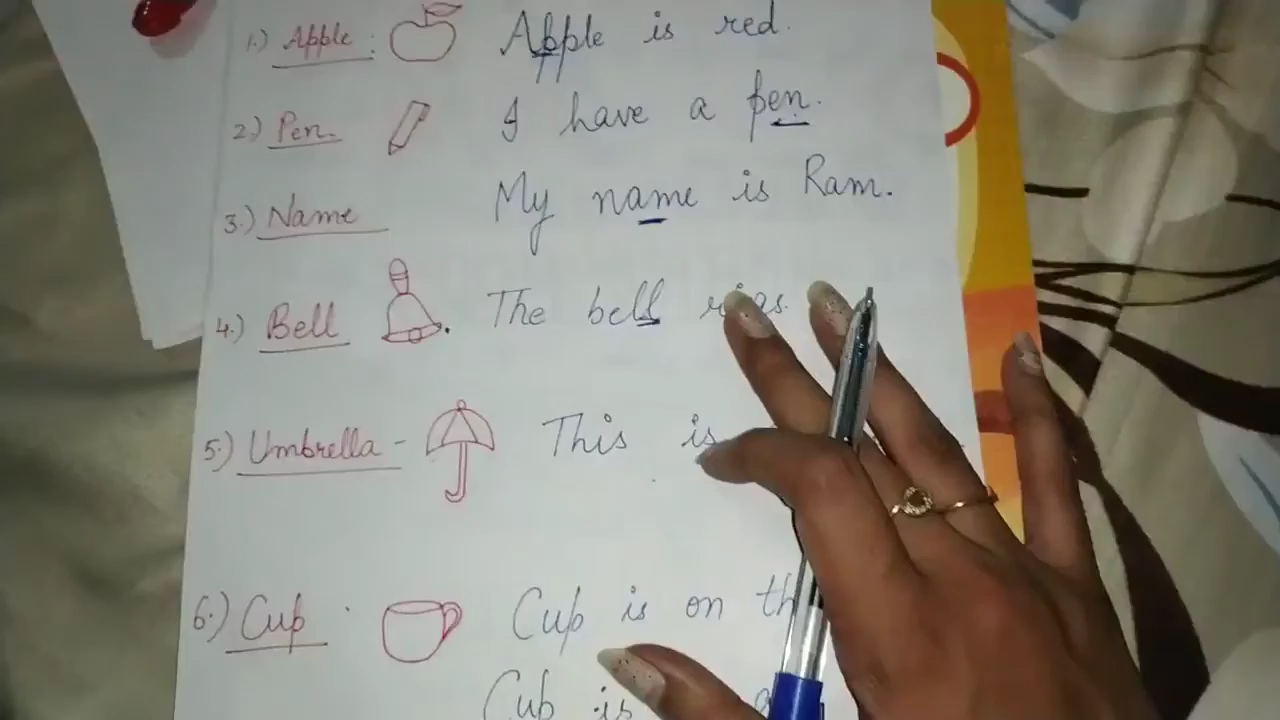 1.) Apple : Apple is red.
2.) Pen. I have a pen.
3.) Name My name is Ram.
4.) Bell The bell
5.) Umbrella - This is
6.) Cup Cup is on
Cup is